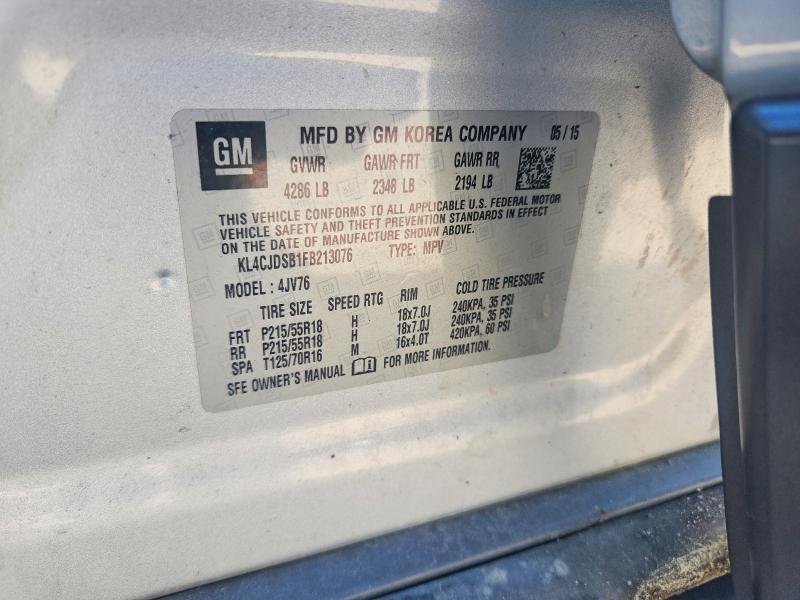 GM MFD BY GM KOREA COMPANY 05/15
GVWR GAWR FRT GAWR RR
4286 LB 2348 LB 2194 LB
THIS VEHICLE CONFORMS TO ALL APPLICABLE U.S. FEDERAL MOTOR
VEHICLE SAFETY AND THEFT PREVENTION STANDARDS IN EFFECT
ON THE DATE OF MANUFACTURE SHOWN ABOVE.
KL4CJDSB1FB213076 TYPE: MPV
MODEL: 4JV76
TIRE SIZE SPEED RTG RIM COLD TIRE PRESSURE
FRT P215/55R18 H 18x7.0J 240KPA, 35 PSI
RR P215/55R18 H 18x7.0J 240KPA, 35 PSI
SPA T125/70R16 M 16x4.0T 420KPA, 60 PSI
SFE OWNER'S MANUAL FOR MORE INFORMATION.